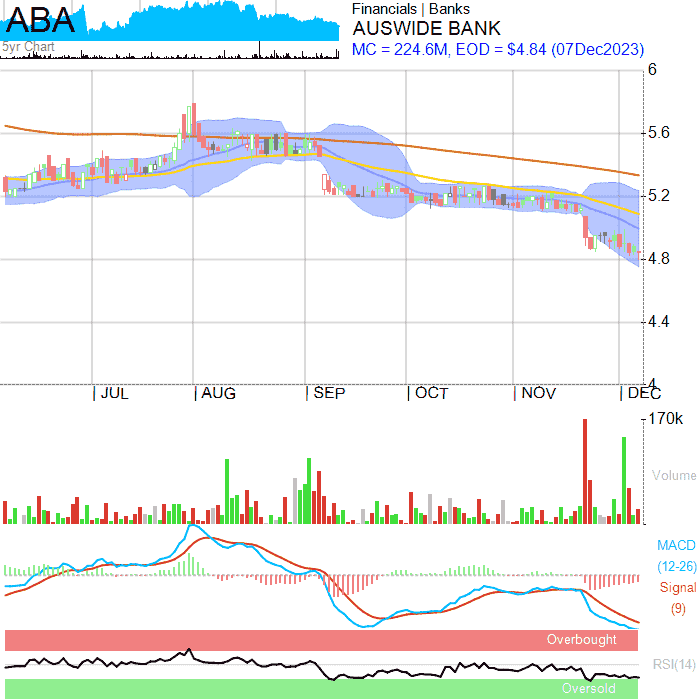 ABA
5yr Chart
Financials | Banks
AUSWIDE BANK
MC = 224.6M, EOD = $4.84 (07Dec2023)
6
5.6
5.2
4.8
4.4
4
JUL AUG SEP OCT NOV DEC
170k
Volume
MACD
(12-26)
Signal
(9)
Overbought
RSI(14)
Oversold